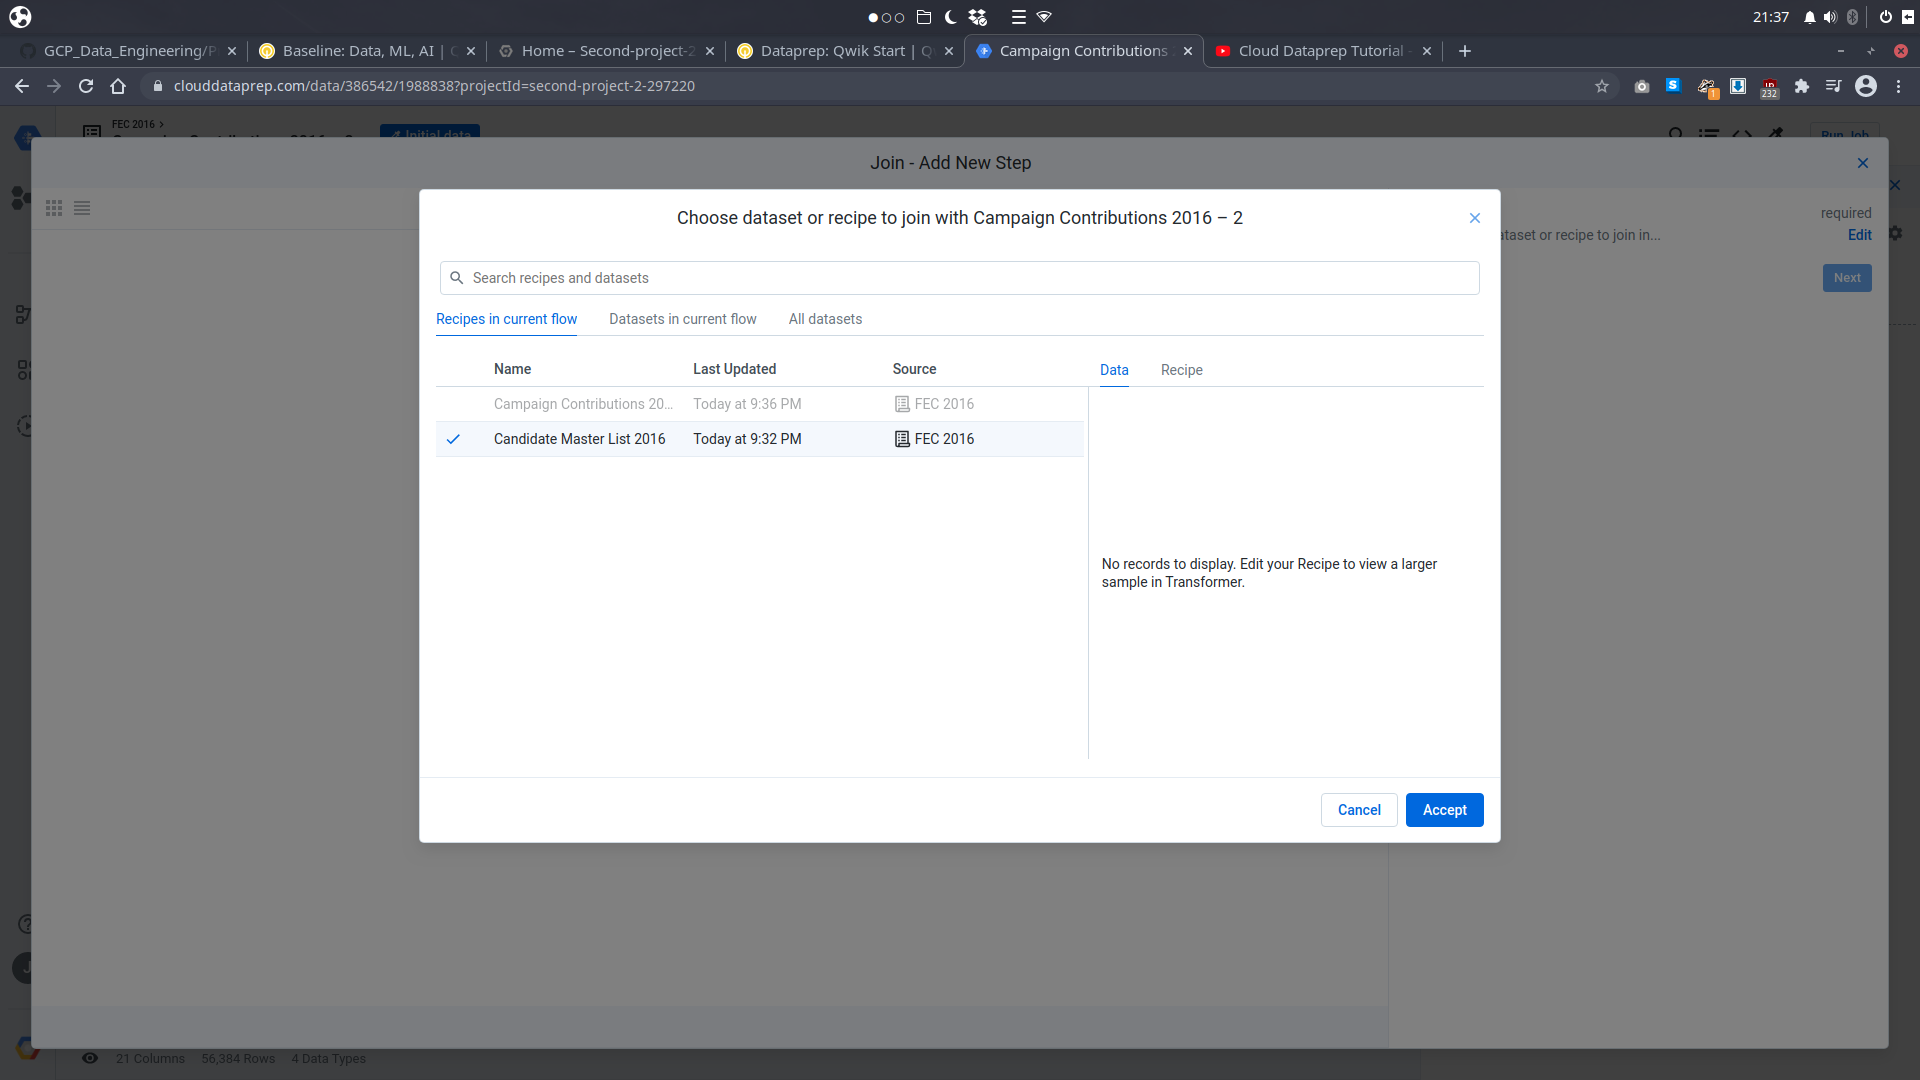 21:37
GCP_Data_Engineering/P
Baseline: Data, ML, AI |
Home – Second-project-2
Dataprep: Qwik Start | Q
Campaign Contributions
Cloud Dataprep Tutorial
clouddataprep.com/data/386542/1988838?projectId=second-project-2-297220
1
232
FEC 2016 >
Initial data
Run Job
Join - Add New Step
Choose dataset or recipe to join with Campaign Contributions 2016 – 2
required
ataset or recipe to join in...
Edit
Next
Search recipes and datasets
Recipes in current flow
Datasets in current flow
All datasets
Name
Last Updated
Source
Data
Recipe
Campaign Contributions 20...
Today at 9:36 PM
FEC 2016
Candidate Master List 2016
Today at 9:32 PM
FEC 2016
No records to display. Edit your Recipe to view a larger
sample in Transformer.
Cancel
Accept
J
21 Columns
56,384 Rows
4 Data Types